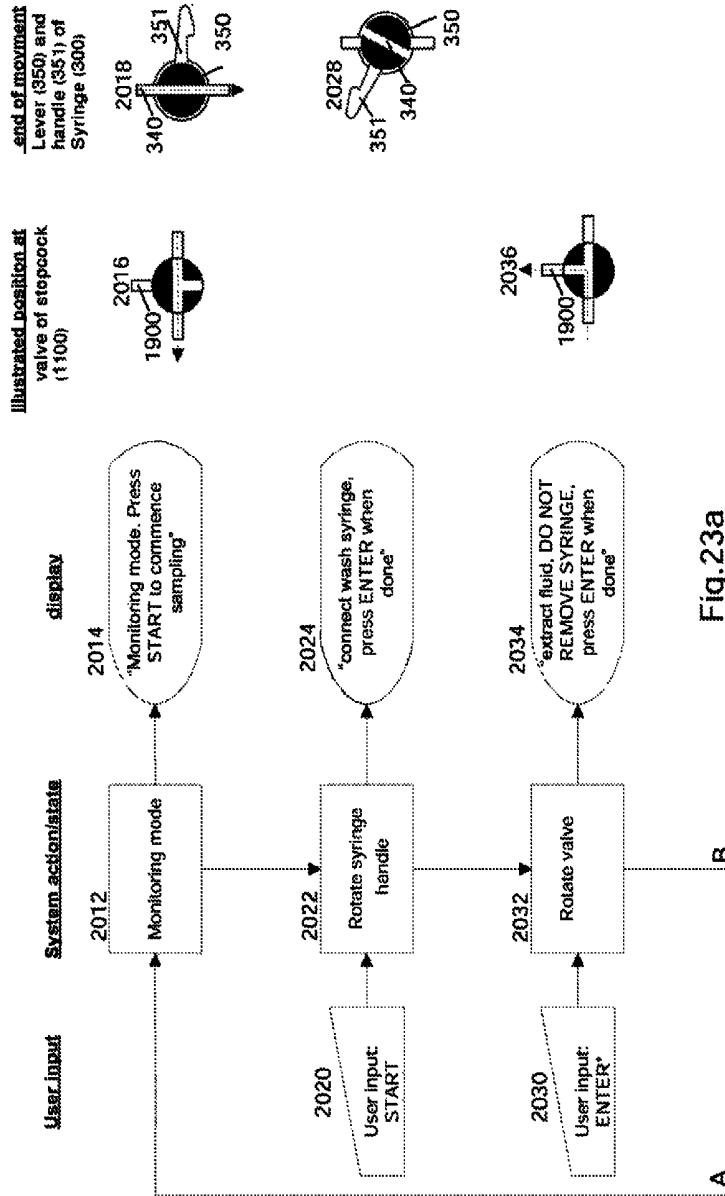 User input
System action/state
display
Illustrated position at
valve of stopcock
(1100)
end of movment
Lever (350) and
handle (351) of
Syringe (300)
2012
Monitoring mode
2014
"Monitoring mode. Press
START to commence
sampling"
2016
1900
2018
340
351
350
2020
User input:
START
2022
Rotate syringe
handle
2024
"connect wash syringe,
press ENTER when
done"
2028
351
340
350
2030
User input:
ENTER"
2032
Rotate valve
2034
"extract fluid, DO NOT
REMOVE SYRINGE,
press ENTER when
done"
2036
1900
A
B
Fig.23a